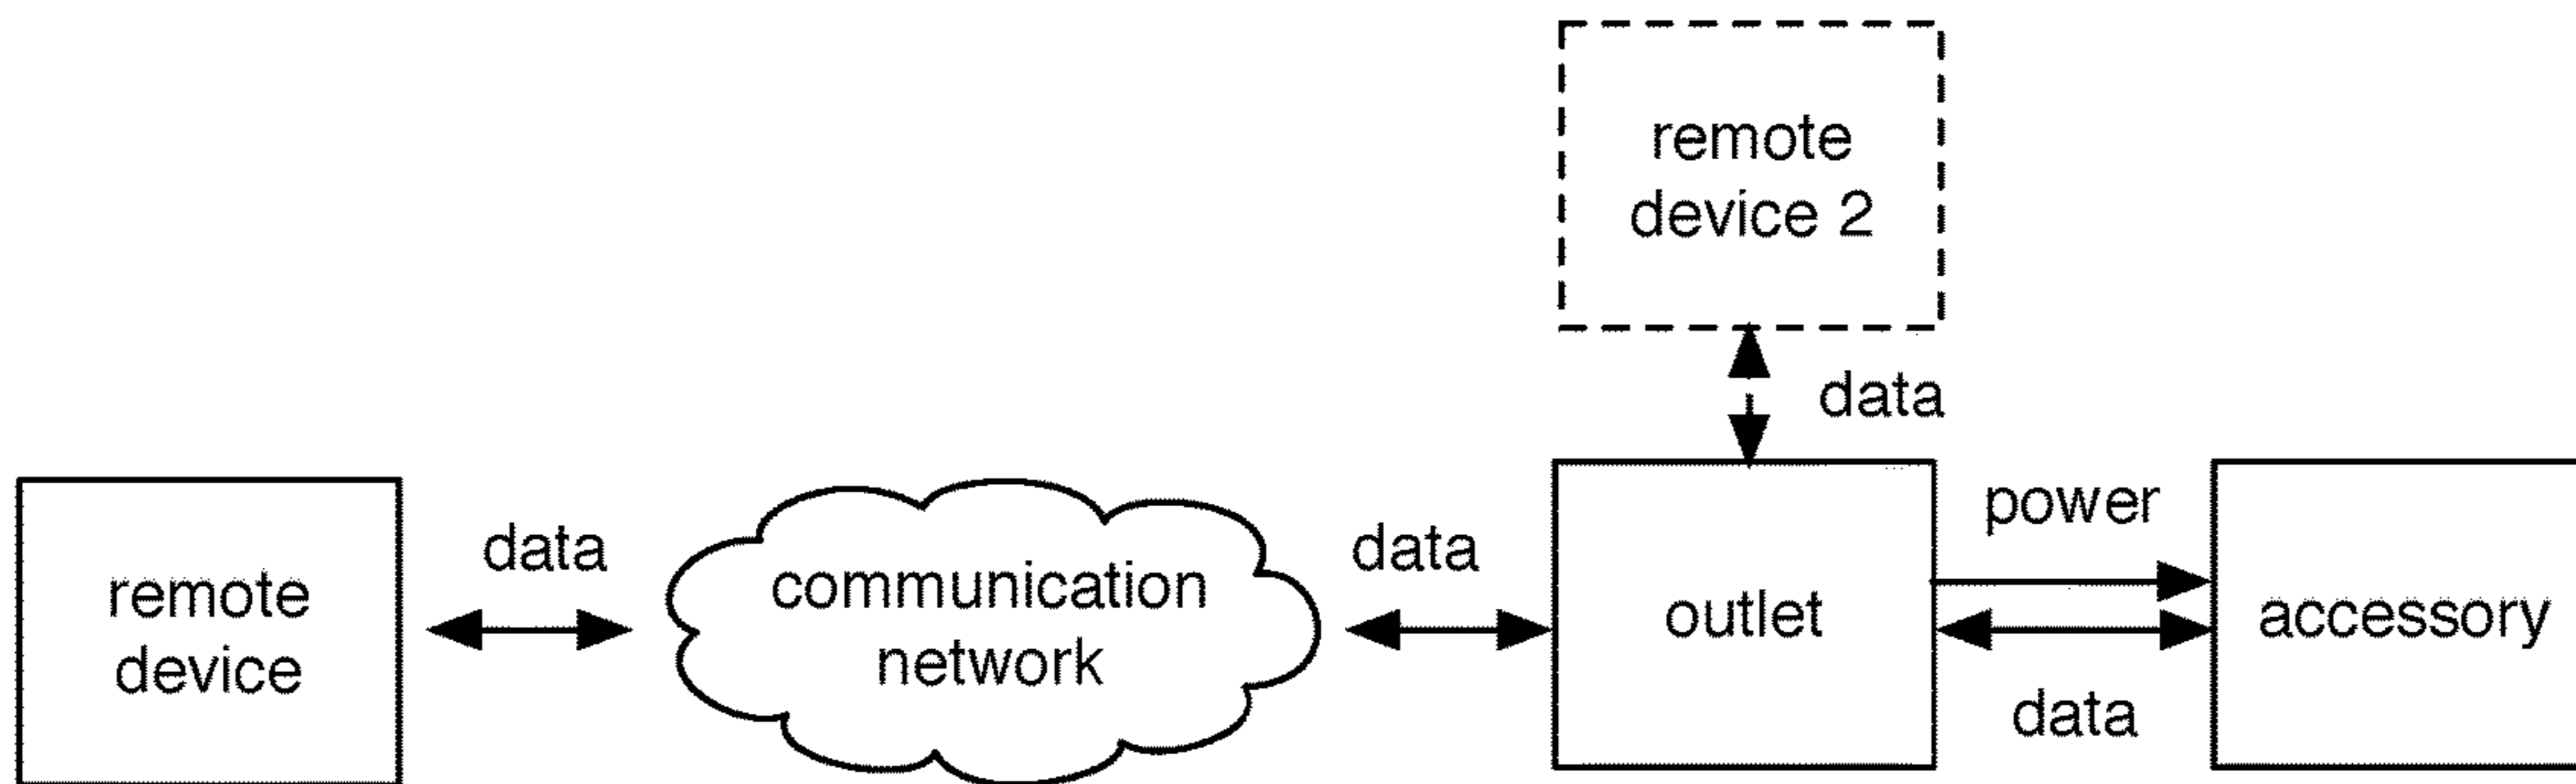 remote
device 2
data
remote
device
data
communication
network
data
outlet
power
data
accessory